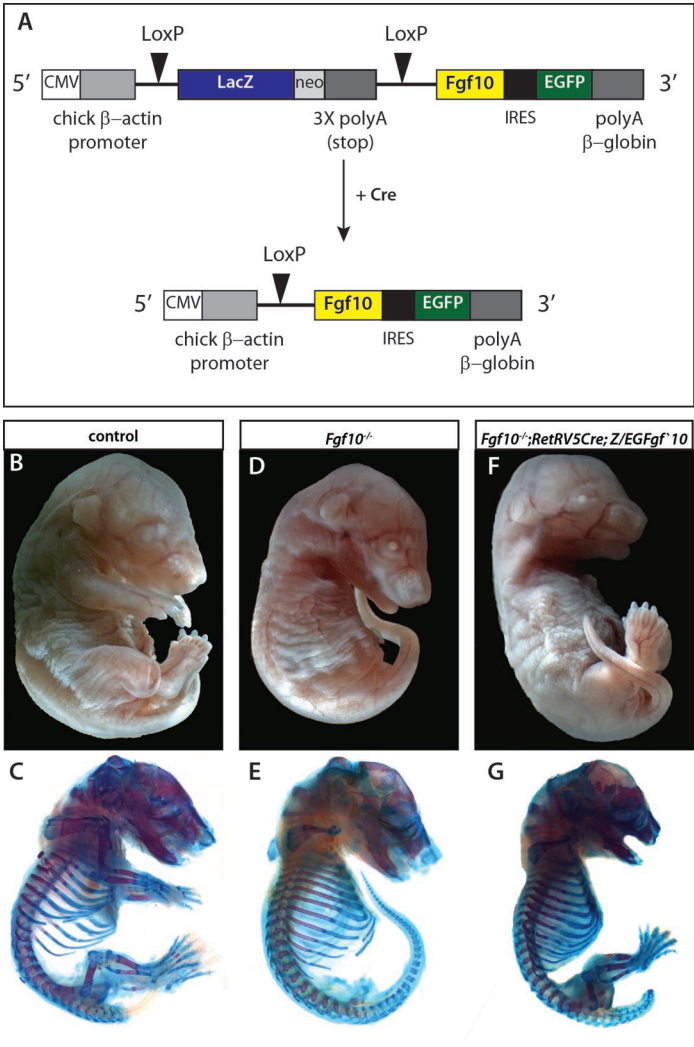 A
LoxP LoxP
5′ CMV LacZ neo Fgf10 EGFP 3′
chick β–actin 3X polyA IRES polyA
promoter (stop) β–globin
+ Cre
LoxP
5′ CMV Fgf10 EGFP 3′
chick β–actin IRES polyA
promoter β–globin
control Fgf10-/- Fgf10-/-;RetRV5Cre; Z/EGFgf`10
B D F
C E G